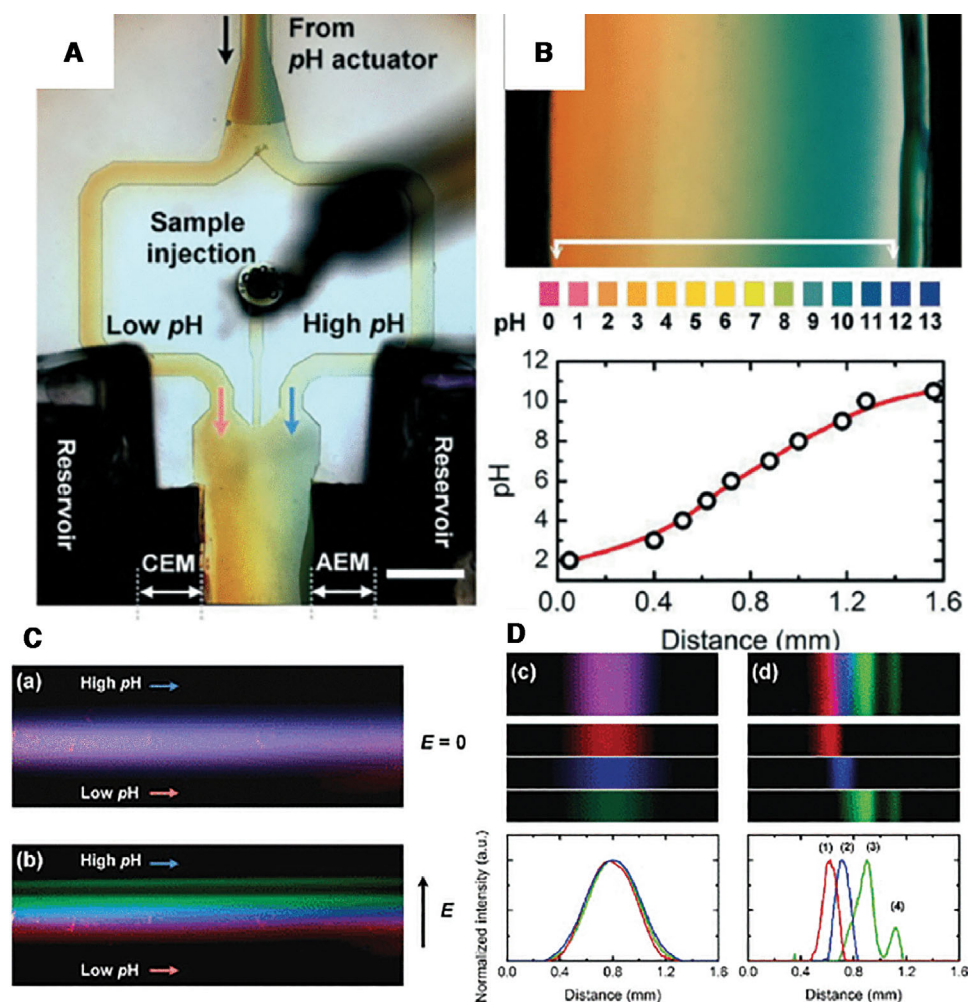 A
From
pH actuator
Sample
injection
Low pH
High pH
Reservoir
Reservoir
CEM
AEM
B
pH 0 1 2 3 4 5 6 7 8 9 10 11 12 13
12
10
8
6
4
2
pH
0.0 0.4 0.8 1.2 1.6
Distance (mm)
C
(a)
High pH
Low pH
E = 0
(b)
High pH
Low pH
E
D
(c)
(d)
Normalized intensity (a.u.)
(1) (2) (3)
(4)
0.0 0.4 0.8 1.2 1.6
Distance (mm)
0.0 0.4 0.8 1.2 1.6
Distance (mm)